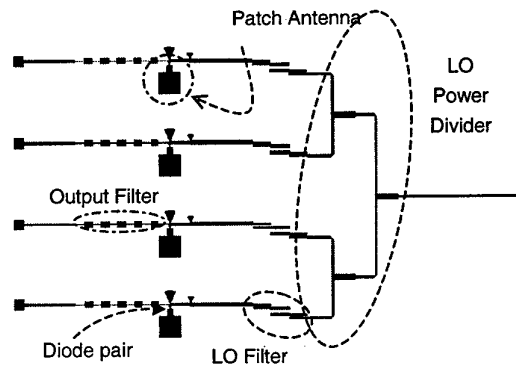 Patch Antenna
LO
Power
Divider
Output Filter
Diode pair
LO Filter